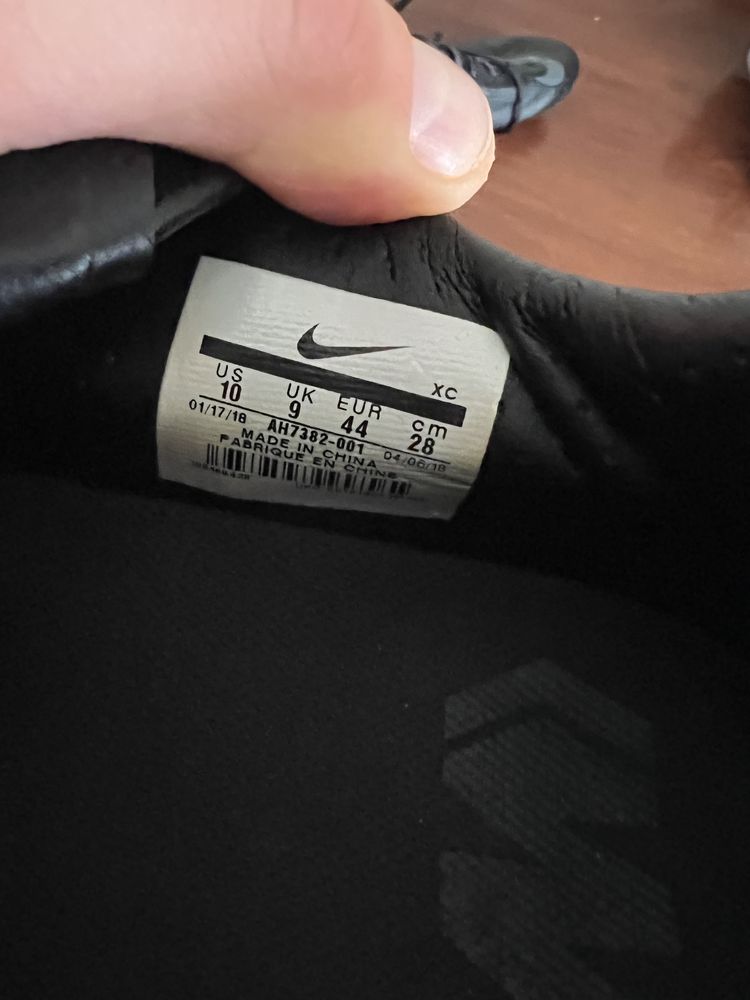 XC
US UK EUR cm
10 9 44 28
01/17/18 AH7382-001 04/06/18
MADE IN CHINA
FABRIQUE EN CHINE